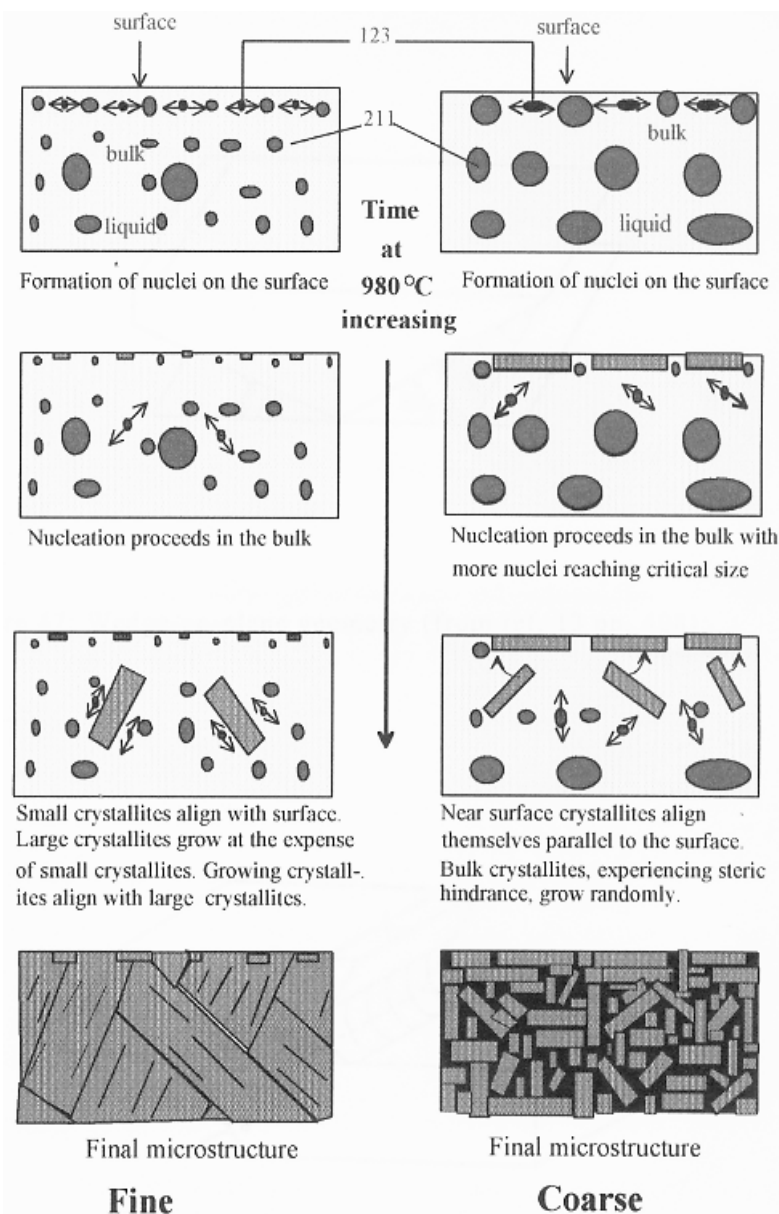 surface
123
surface
211
bulk
liquid
bulk
liquid
Time
at
980 °C
increasing
Formation of nuclei on the surface
Formation of nuclei on the surface
Nucleation proceeds in the bulk
Nucleation proceeds in the bulk with
more nuclei reaching critical size
Small crystallites align with surface.
Large crystallites grow at the expense
of small crystallites. Growing crystall-.
ites align with large crystallites.
Near surface crystallites align
themselves parallel to the surface.
Bulk crystallites, experiencing steric
hindrance, grow randomly.
Final microstructure
Final microstructure
Fine
Coarse